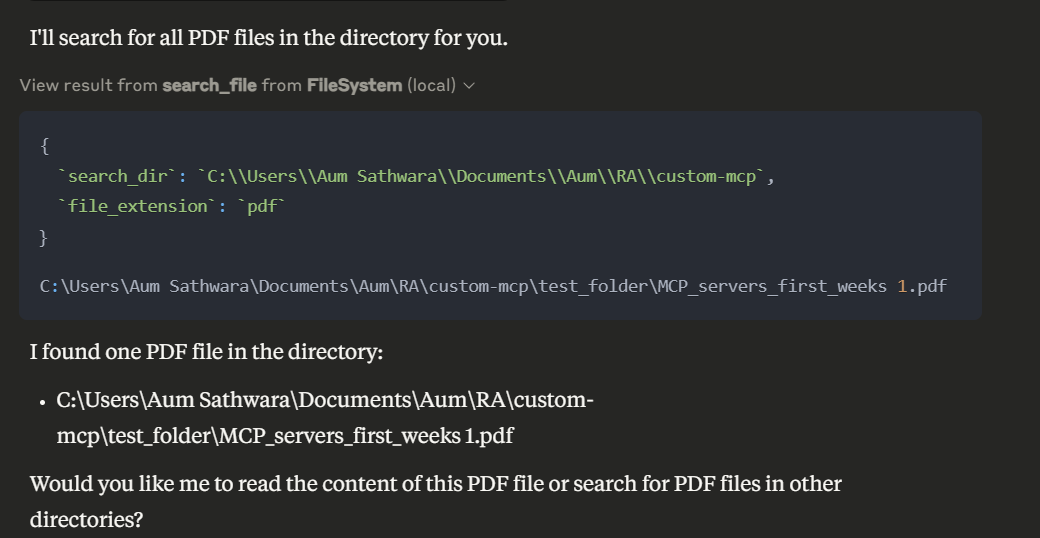 I'll search for all PDF files in the directory for you.
View result from search_file from FileSystem (local)
{
`search_dir`: `C:\\Users\\Aum Sathwara\\Documents\\Aum\\RA\\custom-mcp`,
`file_extension`: `pdf`
}
C:\Users\Aum Sathwara\Documents\Aum\RA\custom-mcp\test_folder\MCP_servers_first_weeks 1.pdf
I found one PDF file in the directory:
• C:\Users\Aum Sathwara\Documents\Aum\RA\custom-
mcp\test_folder\MCP_servers_first_weeks 1.pdf
Would you like me to read the content of this PDF file or search for PDF files in other
directories?